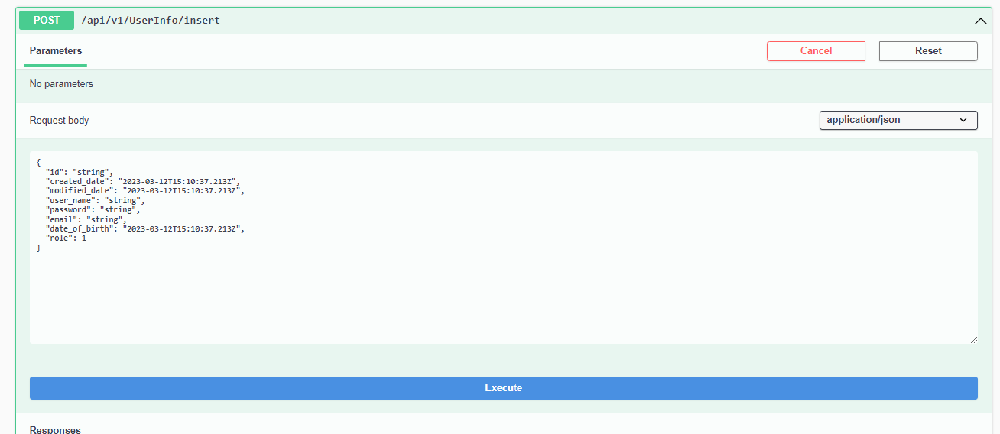 POST /api/v1/UserInfo/insert
Parameters
Cancel
Reset
No parameters
Request body
application/json
{
  "id": "string",
  "created_date": "2023-03-12T15:10:37.213Z",
  "modified_date": "2023-03-12T15:10:37.213Z",
  "user_name": "string",
  "password": "string",
  "email": "string",
  "date_of_birth": "2023-03-12T15:10:37.213Z",
  "role": 1
}
Execute
Responses